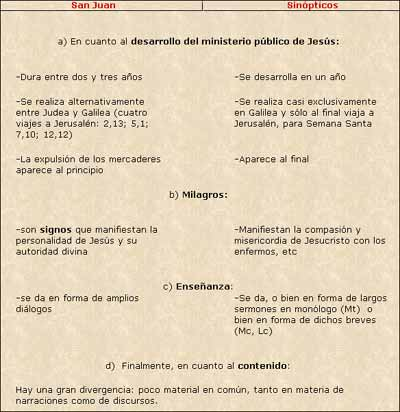 San Juan Sinópticos
a) En cuanto al desarrollo del ministerio público de Jesús:
-Dura entre dos y tres años
-Se desarrolla en un año
-Se realiza alternativamente
entre Judea y Galilea (cuatro
viajes a Jerusalén: 2,13; 5,1;
7,10; 12,12)
-Se realiza casi exclusivamente
en Galilea y sólo al final viaja a
Jerusalén, para Semana Santa
-La expulsión de los mercaderes
aparece al principio
-Aparece al final
b) Milagros:
-son signos que manifiestan la
personalidad de Jesús y su
autoridad divina
-Manifiestan la compasión y
misericordia de Jesucristo con los
enfermos, etc
c) Enseñanza:
-se da en forma de amplios
diálogos
-Se da, o bien en forma de largos
sermones en monólogo (Mt) o
bien en forma de dichos breves
(Mc, Lc)
d) Finalmente, en cuanto al contenido:
Hay una gran divergencia: poco material en común, tanto en materia de
narraciones como de discursos.